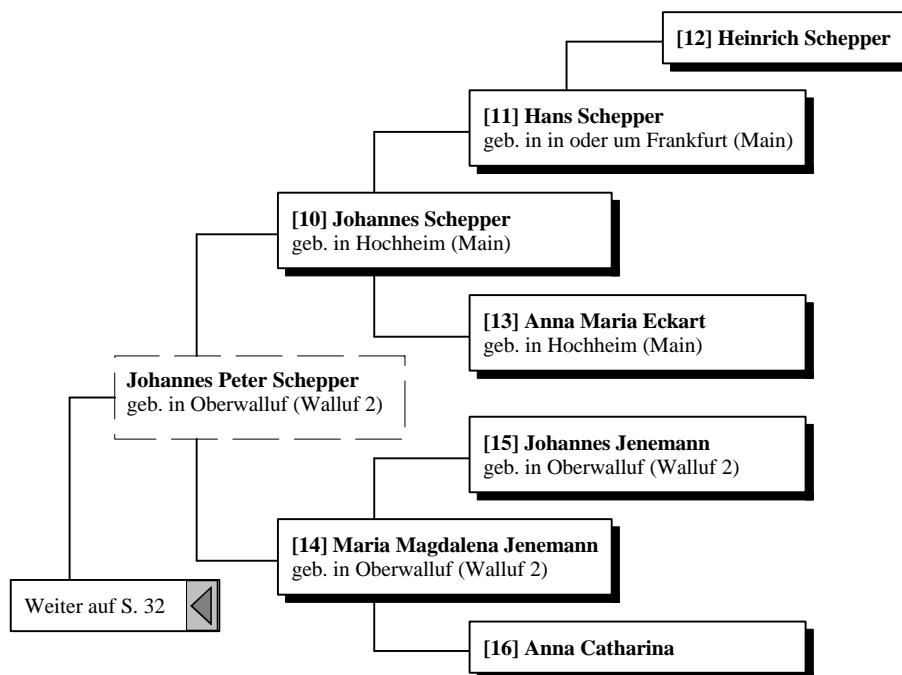 [12] Heinrich Schepper
[11] Hans Schepper
geb. in in oder um Frankfurt (Main)
[10] Johannes Schepper
geb. in Hochheim (Main)
[13] Anna Maria Eckart
geb. in Hochheim (Main)
Johannes Peter Schepper
geb. in Oberwalluf (Walluf 2)
[15] Johannes Jenemann
geb. in Oberwalluf (Walluf 2)
[14] Maria Magdalena Jenemann
geb. in Oberwalluf (Walluf 2)
Weiter auf S. 32
[16] Anna Catharina